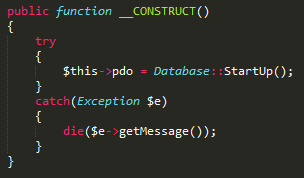 public function __CONSTRUCT()
{
try
{
$this->pdo = Database::StartUp();
}
catch(Exception $e)
{
die($e->getMessage());
}
}